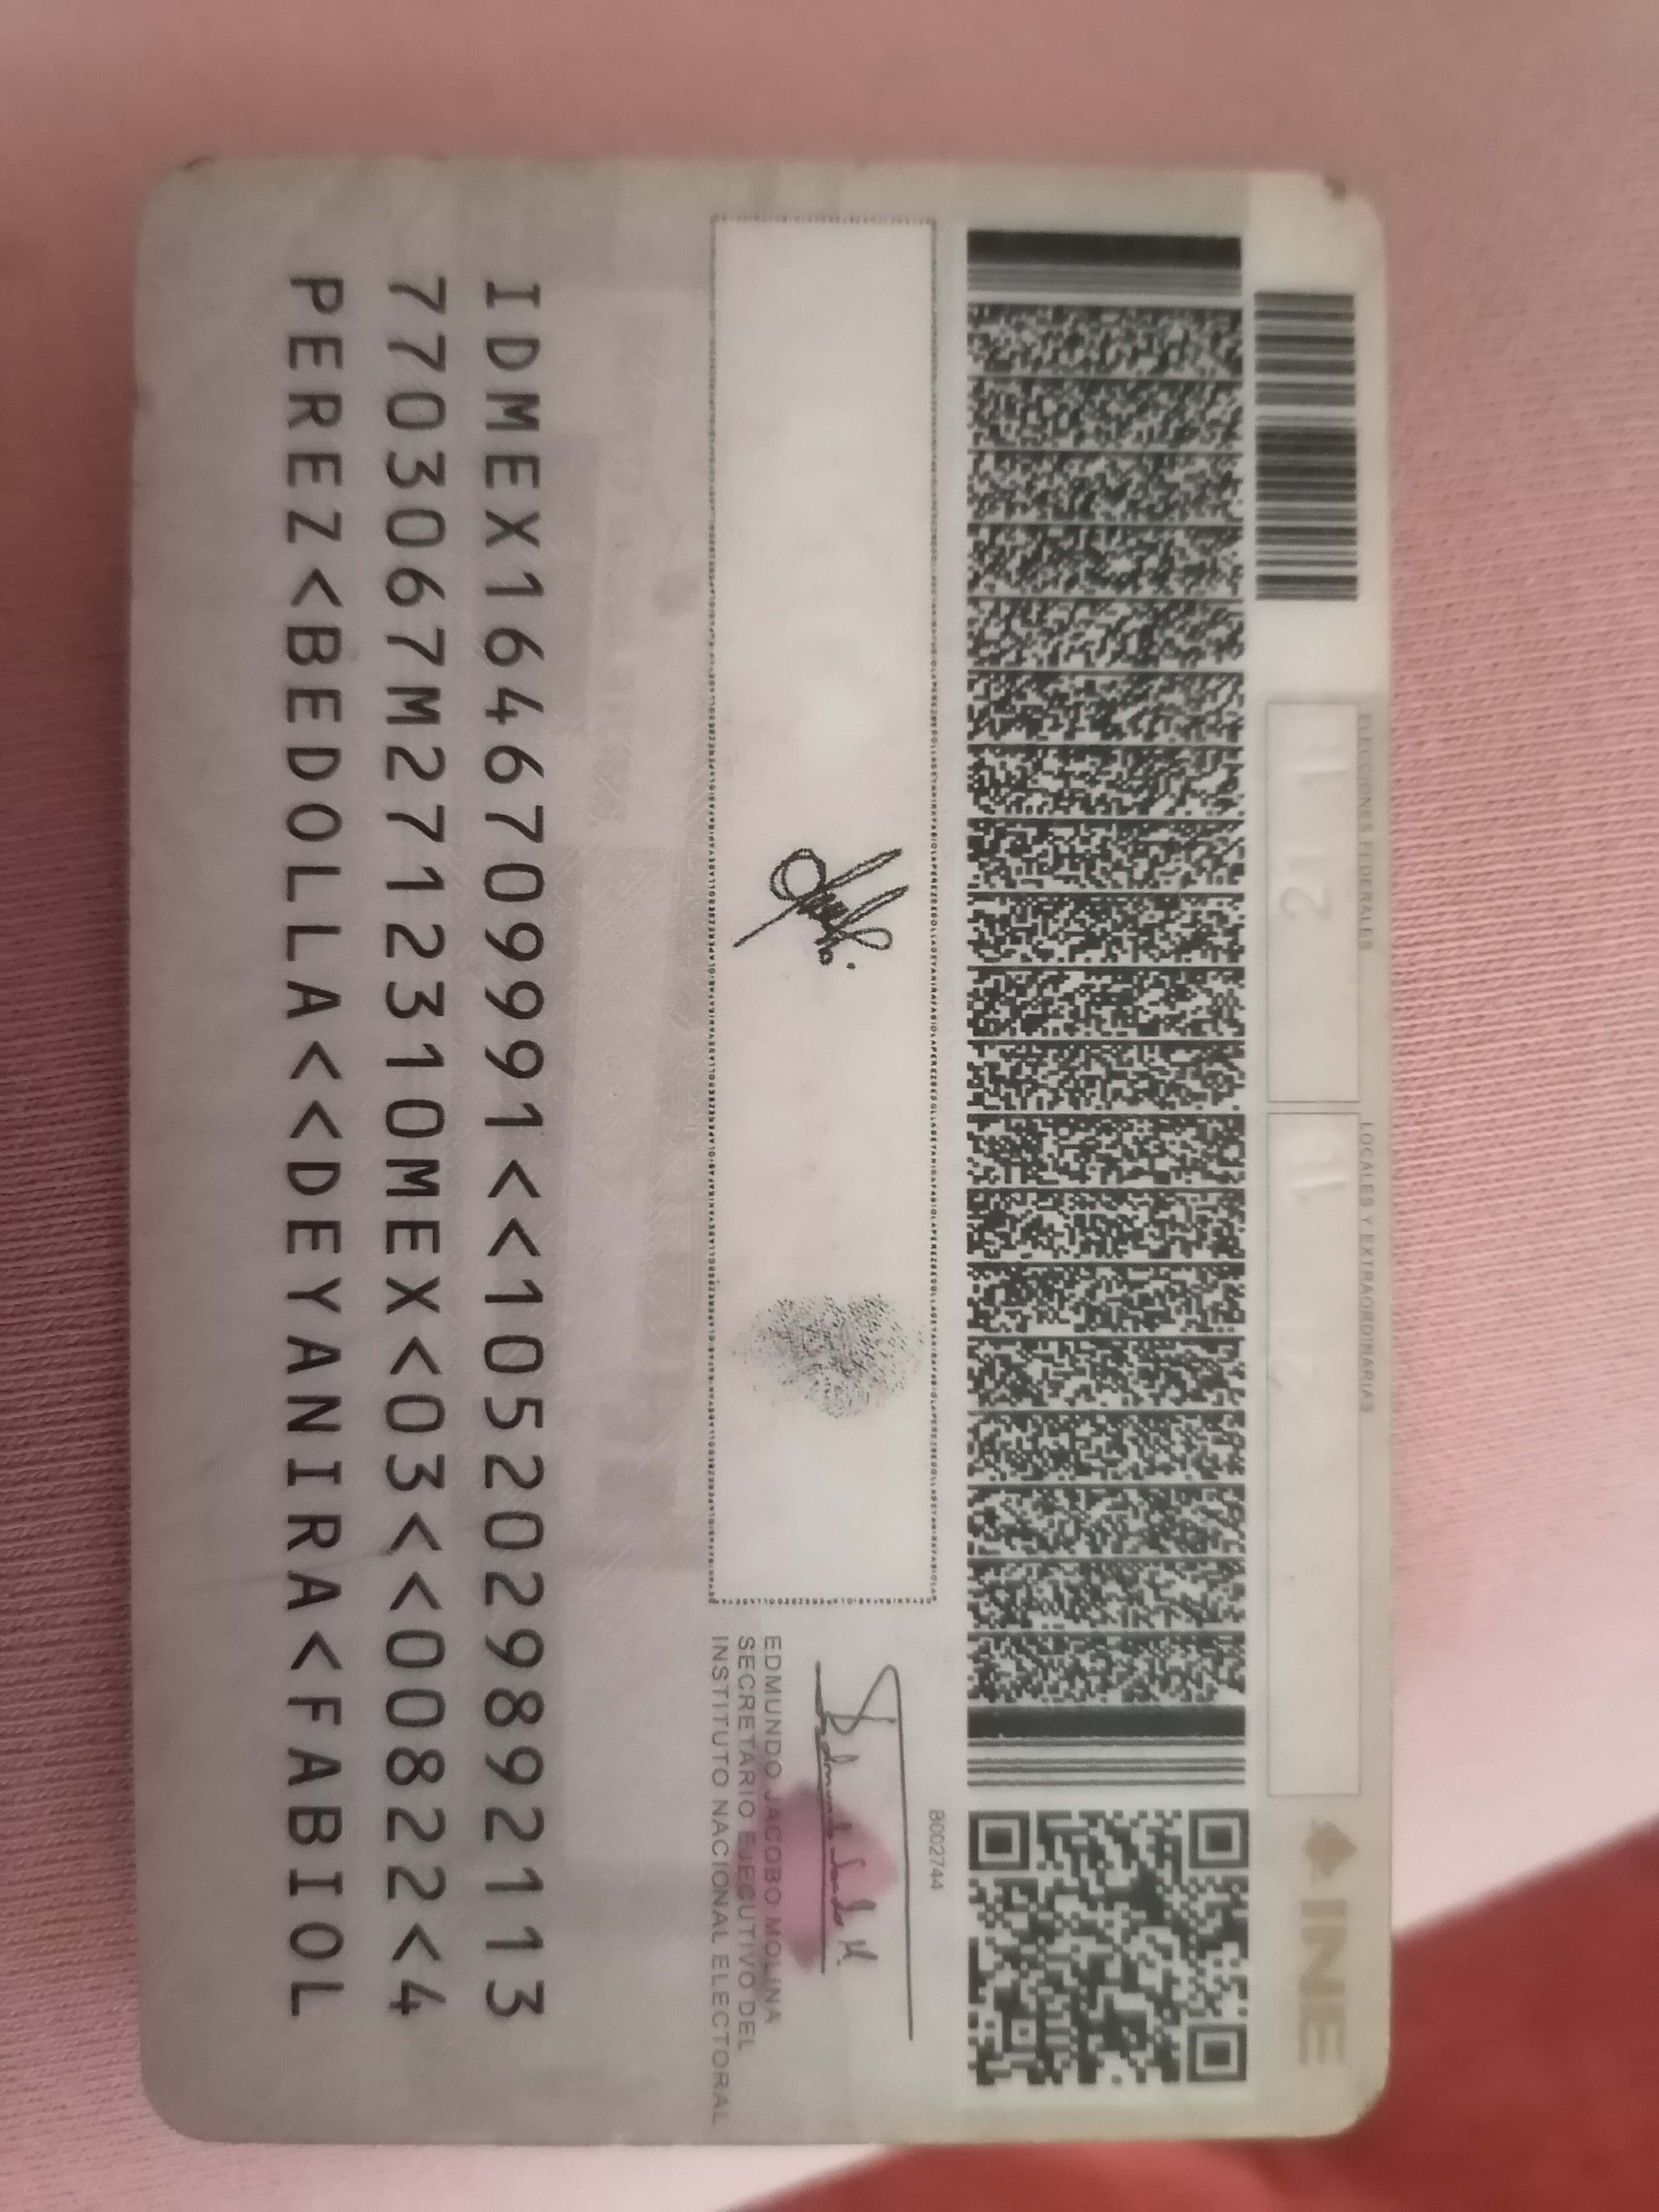 ELECCIONES FEDERALES
LOCALES Y EXTRAORDINARIAS
INE
21
B002744
EDMUNDO JACOBO MOLINA
SECRETARIO EJECUTIVO DEL
INSTITUTO NACIONAL ELECTORAL
IDMEX1646709991<<1052029892113
7703067M2712310MEX<03<<00822<4
PEREZ<BEDOLLA<<DEYANIRA<FABIOL